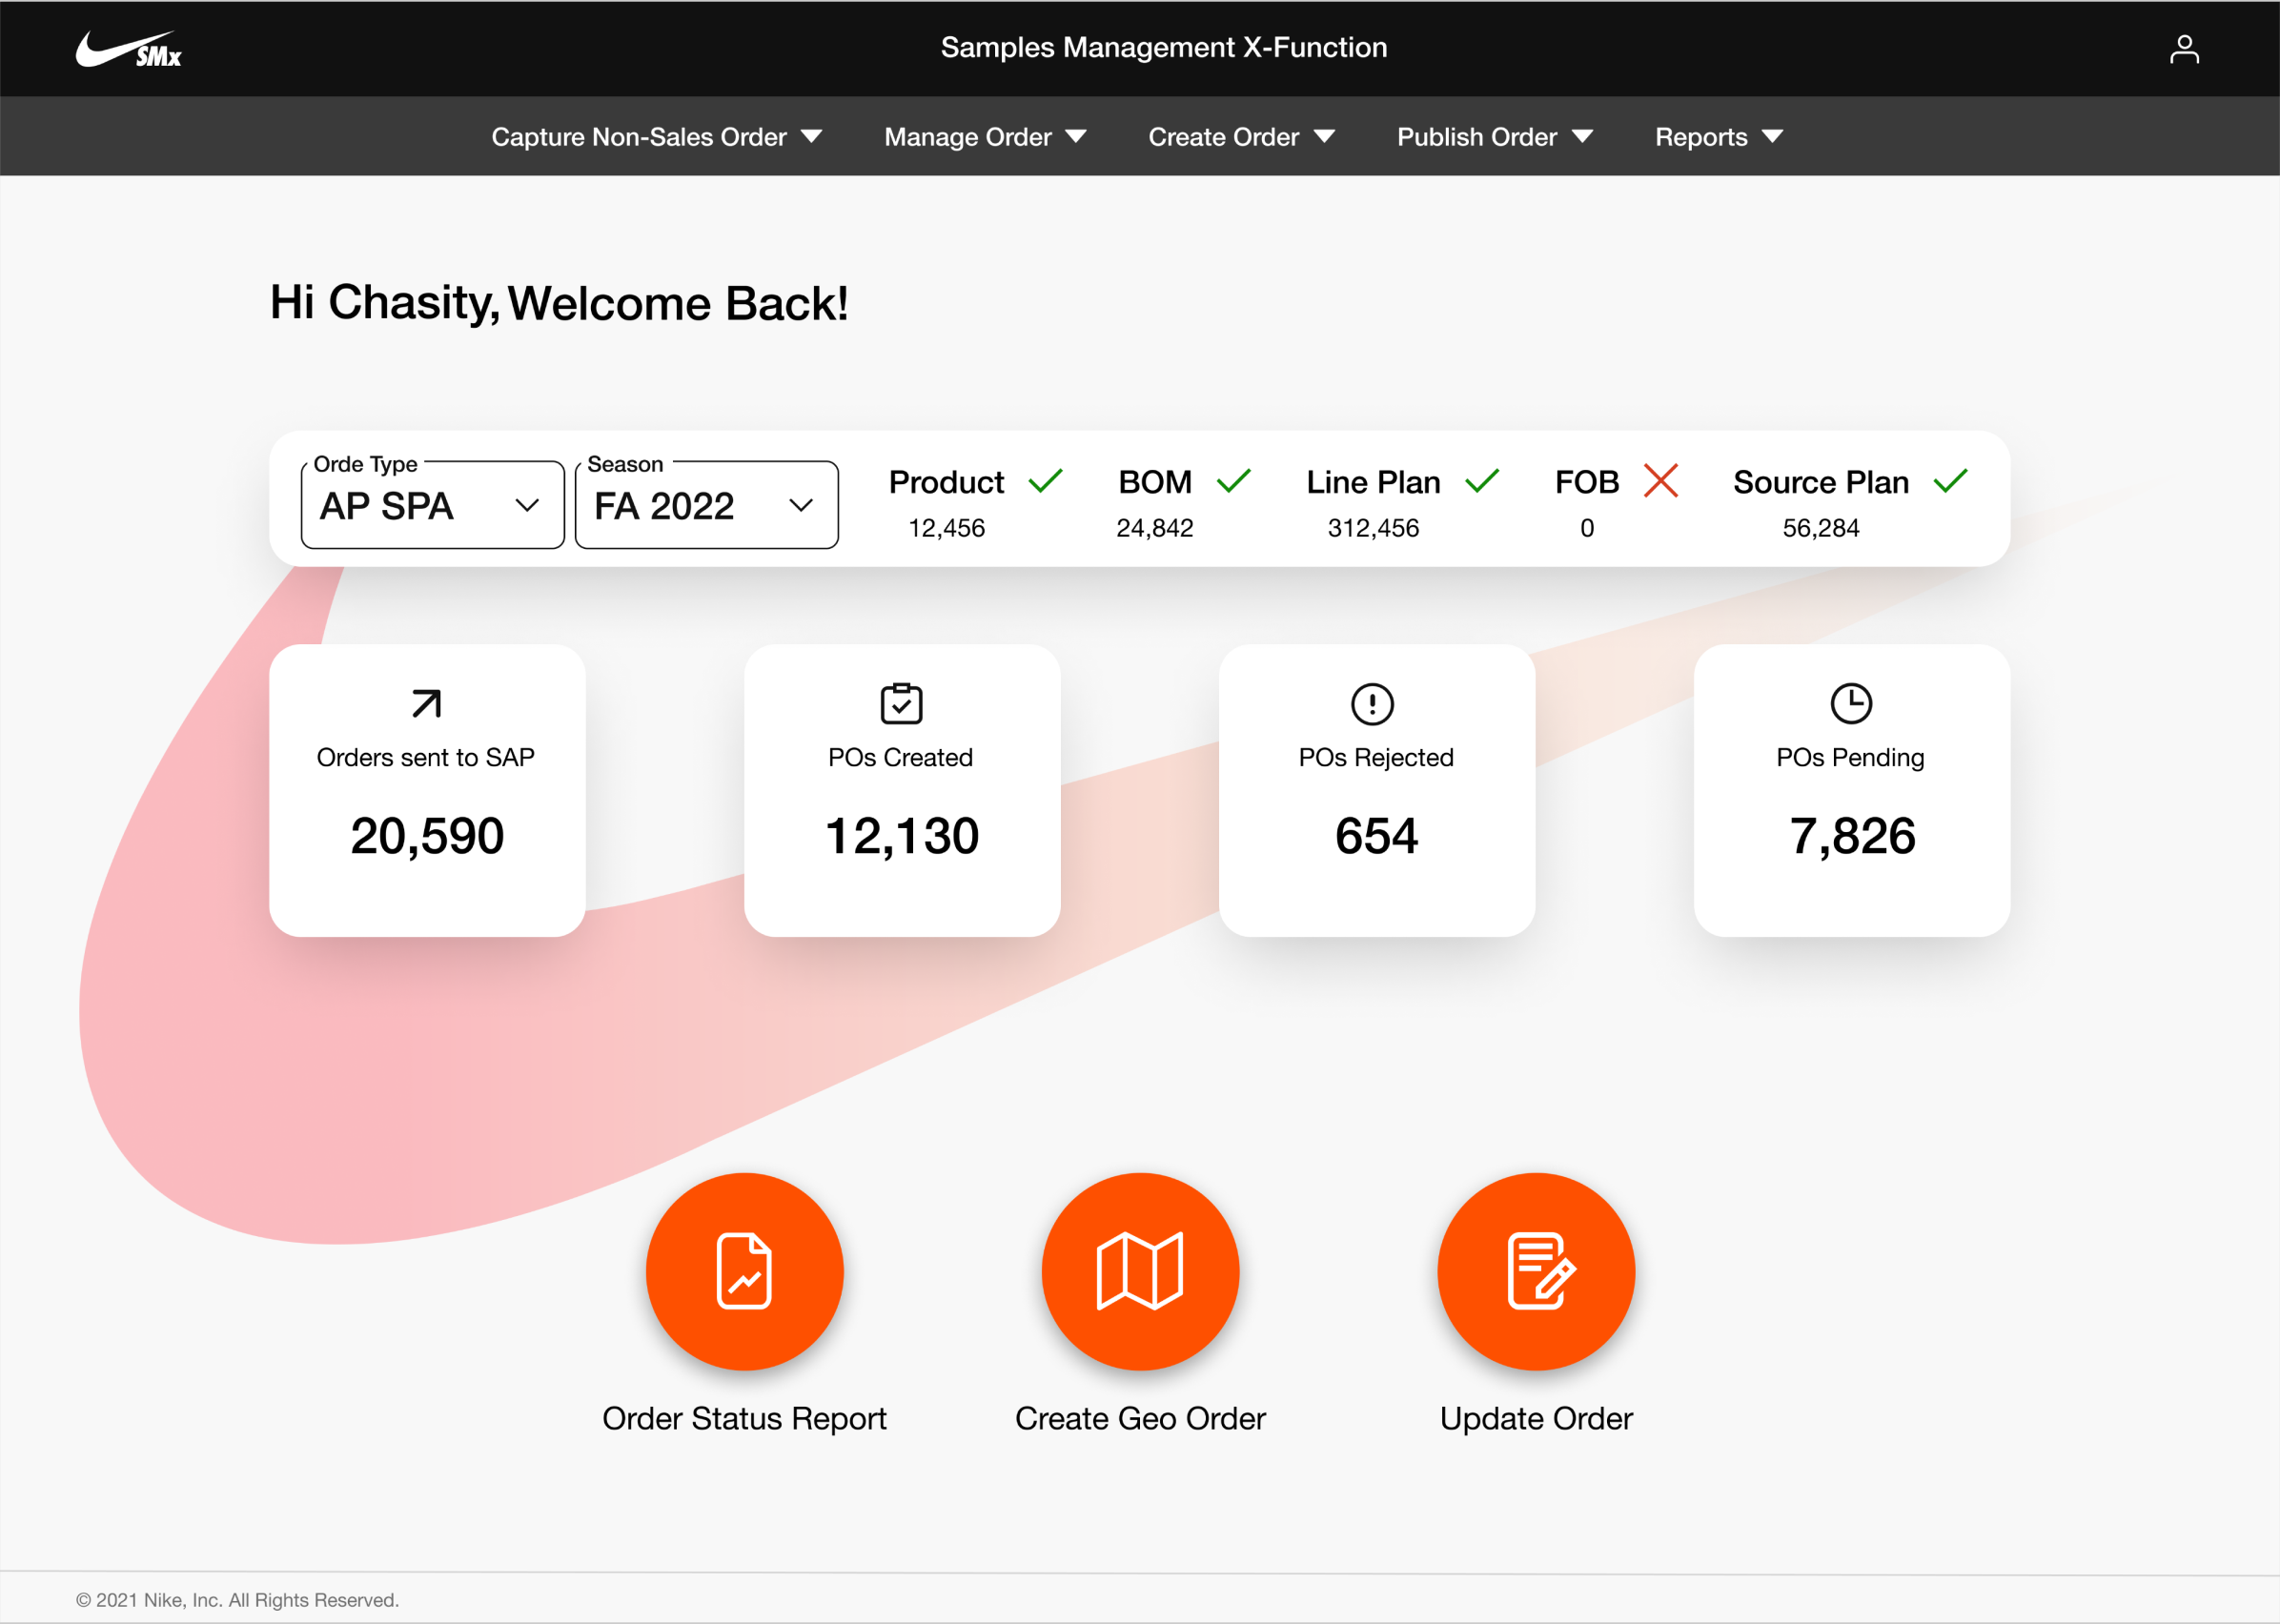 SMx
Samples Management X-Function
Capture Non-Sales Order
Manage Order
Create Order
Publish Order
Reports
Hi Chasity, Welcome Back!
Orde Type
AP SPA
Season
FA 2022
Product
12,456
BOM
24,842
Line Plan
312,456
FOB
0
Source Plan
56,284
Orders sent to SAP
20,590
POs Created
12,130
POs Rejected
654
POs Pending
7,826
Order Status Report
Create Geo Order
Update Order
© 2021 Nike, Inc. All Rights Reserved.